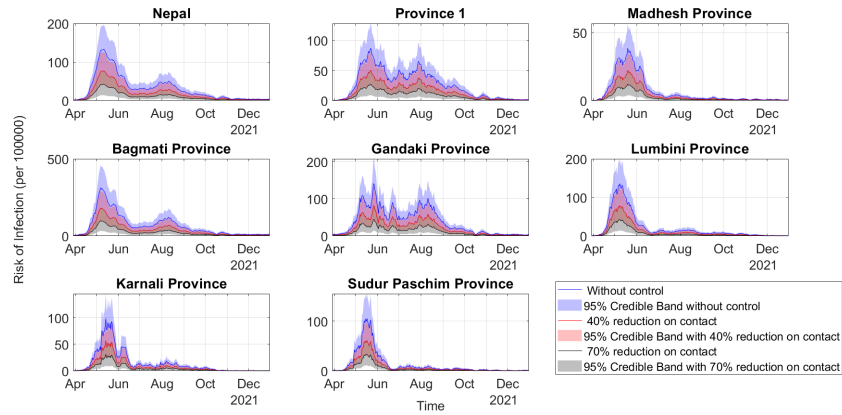 Nepal
Province 1
Madhesh Province
200
100
0
100
50
0
50
0
Apr Jun Aug Oct Dec
2021
Apr Jun Aug Oct Dec
2021
Apr Jun Aug Oct Dec
2021
Bagmati Province
Gandaki Province
Lumbini Province
Risk of Infection (per 100000)
500
0
200
100
0
200
100
0
Apr Jun Aug Oct Dec
2021
Apr Jun Aug Oct Dec
2021
Apr Jun Aug Oct Dec
2021
Karnali Province
Sudur Paschim Province
100
0
100
0
Apr Jun Aug Oct Dec
2021
Apr Jun Aug Oct Dec
2021
Time
Without control
95% Credible Band without control
40% reduction on contact
95% Credible Band with 40% reduction on contact
70% reduction on contact
95% Credible Band with 70% reduction on contact